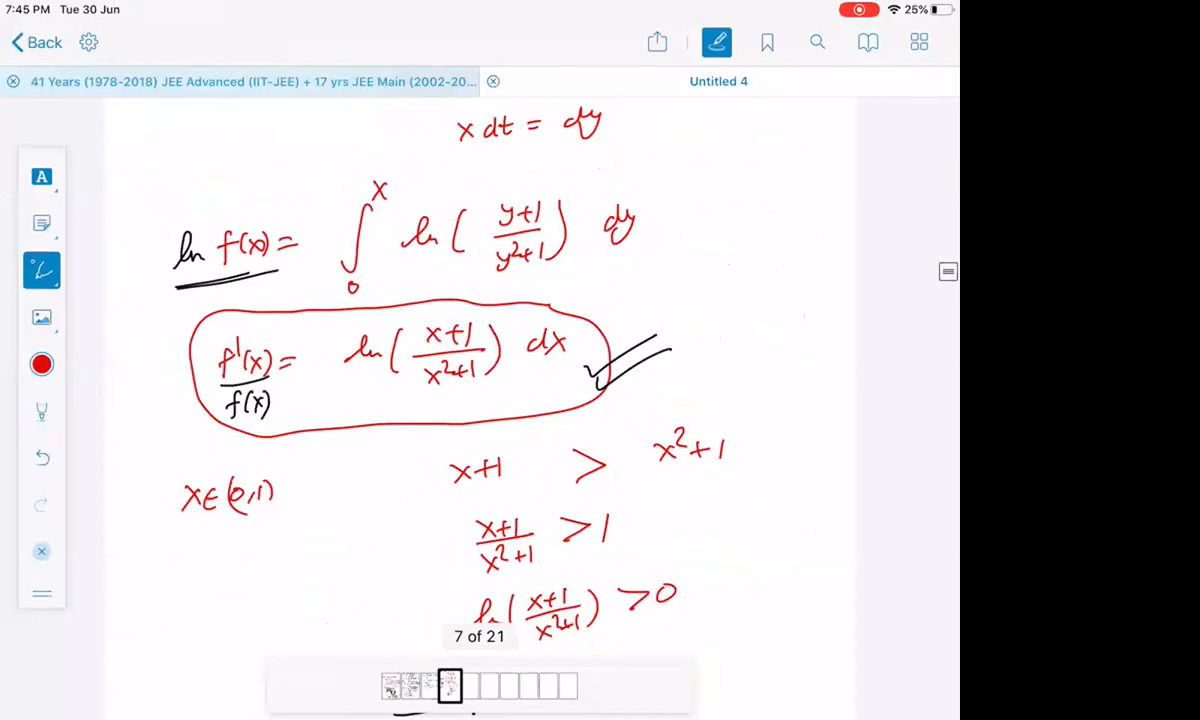 7:45 PM Tue 30 Jun 25%
Back
41 Years (1978-2018) JEE Advanced (IIT-JEE) + 17 yrs JEE Main (2002-20... Untitled 4
x dt = dy
ln f(x) = ∫₀ˣ ln( (y+1)/(y²+1) ) dy
f'(x)/f(x) = ln( (x+1)/(x²+1) ) dx
x+1 > x²+1
x∈(0,1)
(x+1)/(x²+1) > 1
ln( (x+1)/(x²+1) ) > 0
7 of 21